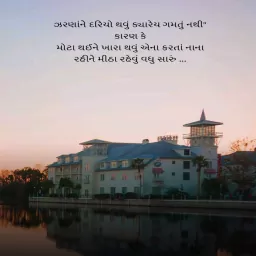 ઝરણાંને દરિયો થવું ક્યારેય ગમતું નથી"
કારણ કે
મોટા થઈને ખારા થવું એના કરતાં નાના
રહીને મીઠા રહેવું વધુ સારું ...